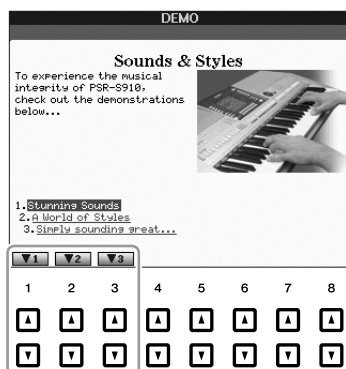 DEMO
Sounds & Styles
To experience the musical
integrity of PSR-S910,
check out the demonstrations
below...
1.Stunning Sounds
2.A World of Styles
3.Simply sounding great...
▼1 ▼2 ▼3
1 2 3 4 5 6 7 8